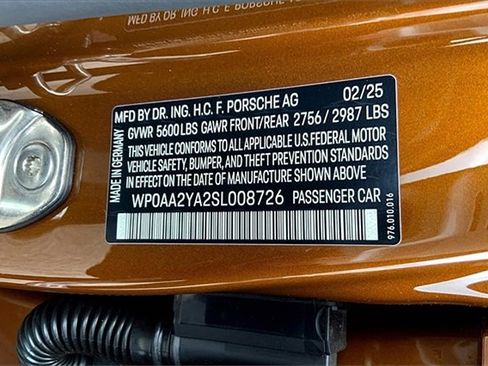 MFD BY DR. ING. H.C. F. PORSCHE AG 02/25
GVWR 5600 LBS GAWR FRONT/REAR 2756 / 2987 LBS
THIS VEHICLE CONFORMS TO ALL APPLICABLE U.S. FEDERAL MOTOR
VEHICLE SAFETY, BUMPER, AND THEFT PREVENTION STANDARDS
IN EFFECT ON THE DATE OF MANUFACTURE SHOWN ABOVE
WP0AA2YA2SL008726 PASSENGER CAR
MADE IN GERMANY
976.010.016